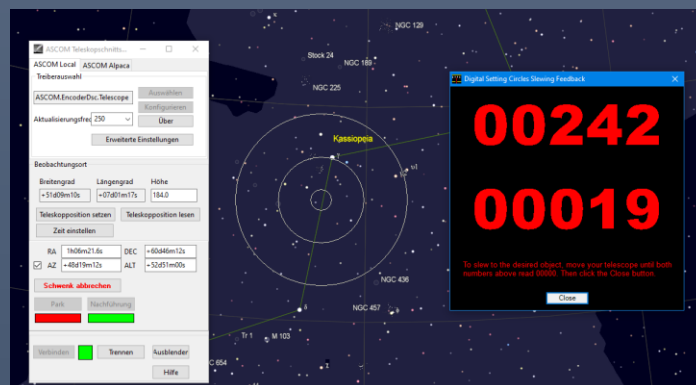 ASCOM Teleskopschnitts...
ASCOM Local
ASCOM Alpaca
Treiberauswahl
ASCOM.EncoderDsc.Telescope
Auswählen
Konfigurieren
Aktualisierungsfrec
250
Über
Erweiterte Einstellungen
Beobachtungsort
Breitengrad
Längengrad
Höhe
+51d09m10s
+07d01m17s
184.0
Teleskopposition setzen
Teleskopposition lesen
Zeit einstellen
RA
1h06m21.6s
DEC
+60d46m12s
AZ
+48d19m12s
ALT
+52d51m00s
Schwenk abbrechen
Park
Nachführung
Verbinden
Trennen
Ausblender
Hilfe
NGC 129
Stock 24
NGC 189
NGC 225
Kassiopeia
γ
NGC 436
δ
NGC 457
Tr 1
M 103
C 654
Digital Setting Circles Slewing Feedback
00242
00019
To slew to the desired object, move your telescope until both
numbers above read 00000. Then click the Close button
Close